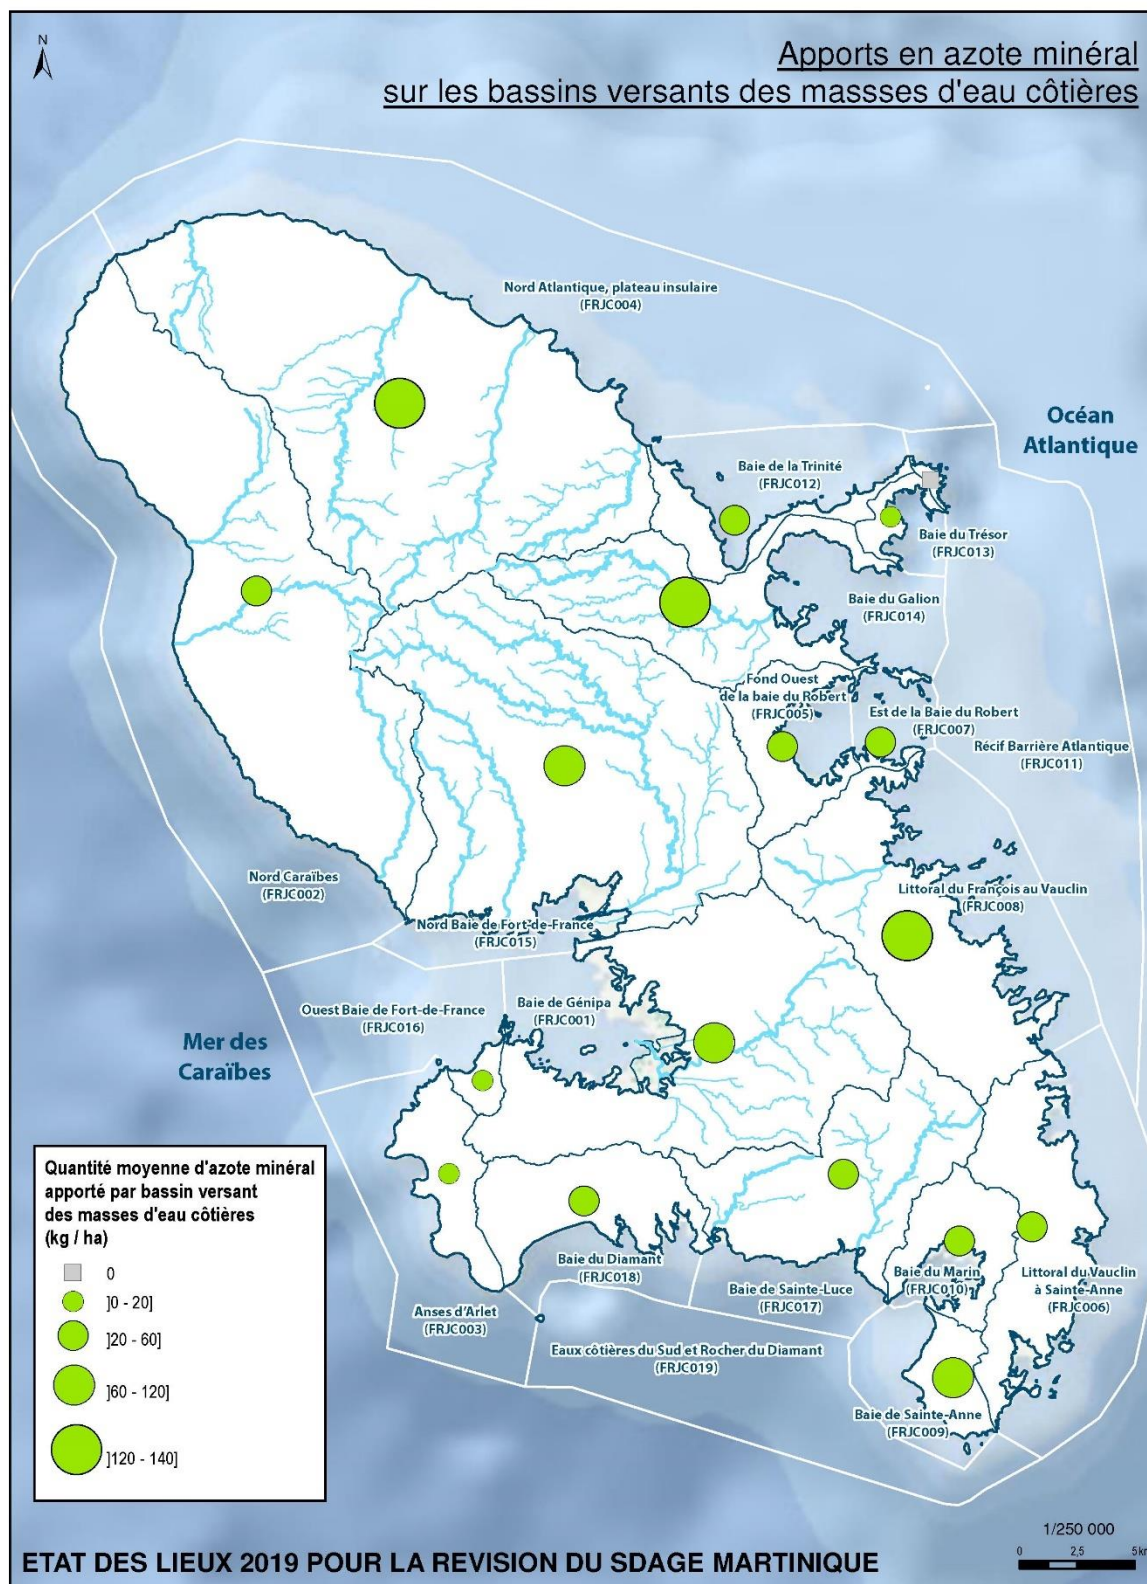 N
Apports en azote minéral
sur les bassins versants des massses d'eau côtières
Nord Atlantique, plateau insulaire
(FRJC004)
Océan
Atlantique
Baie de la Trinité
(FRJC012)
Baie du Trésor
(FRJC013)
Baie du Galion
(FRJC014)
Fond Ouest
de la baie du Robert
(FRJC005)
Est de la Baie du Robert
(FRJC007)
Récif Barrière Atlantique
(FRJC011)
Nord Caraïbes
(FRJC002)
Littoral du François au Vauclin
(FRJC008)
Nord Baie de Fort-de-France
(FRJC015)
Ouest Baie de Fort-de-France
(FRJC016)
Baie de Génipa
(FRJC001)
Mer des
Caraïbes
Quantité moyenne d'azote minéral
apporté par bassin versant
des masses d'eau côtières
(kg / ha)
0
]0 - 20]
]20 - 60]
]60 - 120]
]120 - 140]
Baie du Diamant
(FRJC018)
Baie de Sainte-Luce
(FRJC017)
Baie du Marin
(FRJC010)
Littoral du Vauclin
à Sainte-Anne
(FRJC006)
Anses d'Arlet
(FRJC003)
Eaux côtières du Sud et Rocher du Diamant
(FRJC019)
Baie de Sainte-Anne
(FRJC009)
1/250 000
0 2,5 5km
ETAT DES LIEUX 2019 POUR LA REVISION DU SDAGE MARTINIQUE